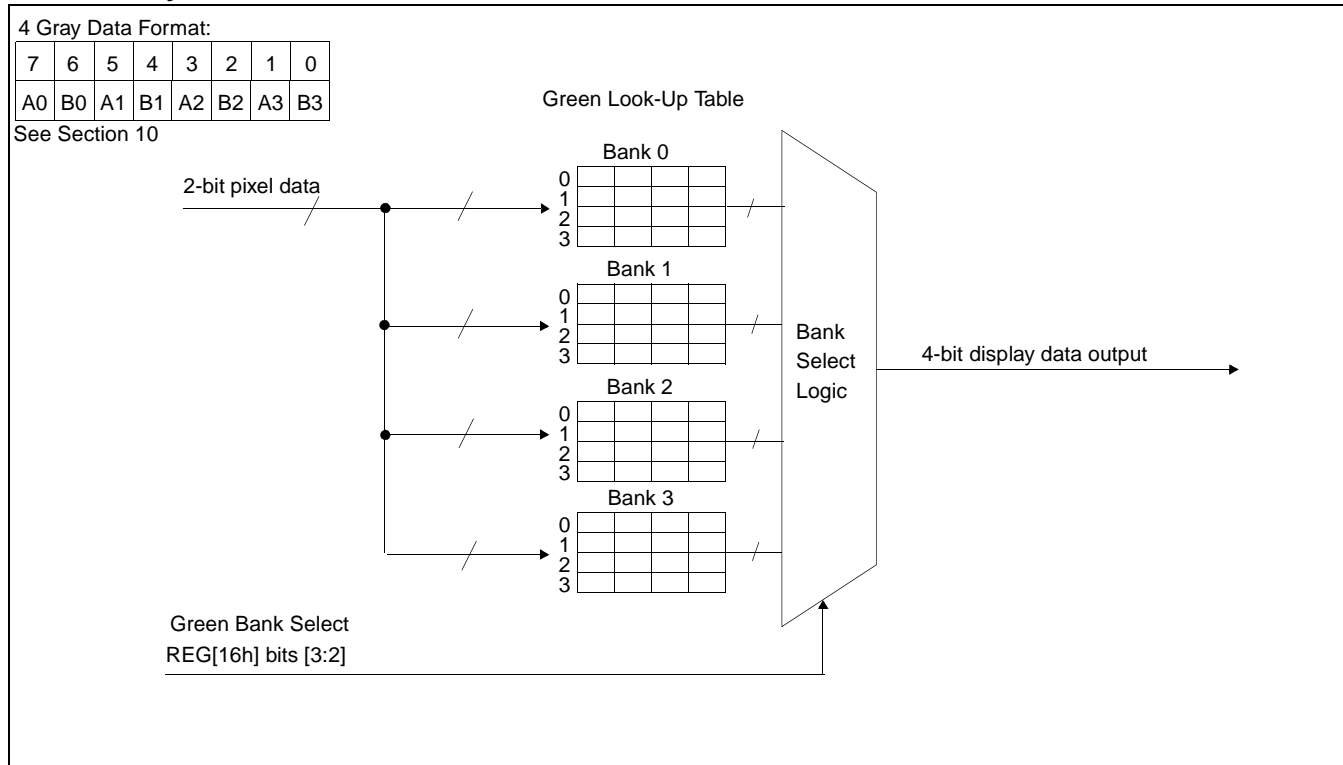 4 Gray Data Format:
7 6 5 4 3 2 1 0
A0 B0 A1 B1 A2 B2 A3 B3
See Section 10
Green Look-Up Table
2-bit pixel data
Bank 0
0
1
2
3
Bank 1
0
1
2
3
Bank 2
0
1
2
3
Bank 3
0
1
2
3
Bank
Select
Logic
4-bit display data output
Green Bank Select
REG[16h] bits [3:2]